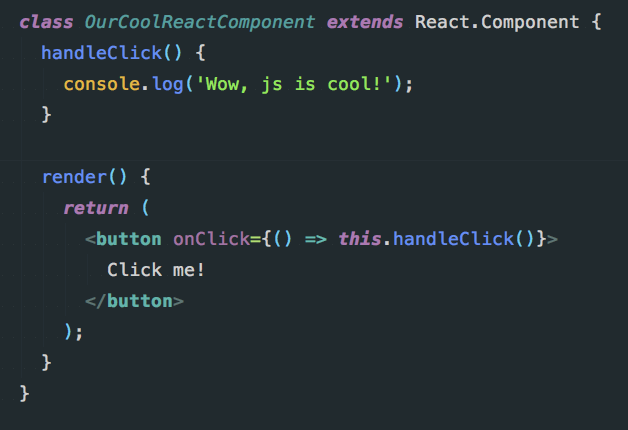 class OurCoolReactComponent extends React.Component {
  handleClick() {
    console.log('Wow, js is cool!');
  }

  render() {
    return (
      <button onClick={() => this.handleClick()}>
        Click me!
      </button>
    );
  }
}